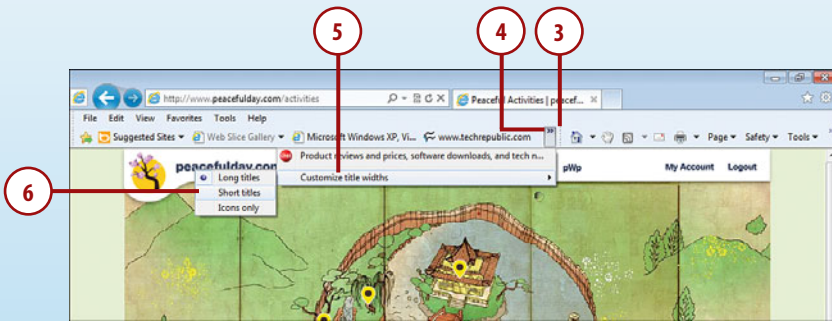 5
4
3
http://www.peacefulday.com/activities
Peaceful Activities | peacef...
File Edit View Favorites Tools Help
Suggested Sites Web Slice Gallery Microsoft Windows XP, Vi... www.techrepublic.com Page Safety Tools
Product reviews and prices, software downloads, and tech n...
Customize title widths
peacefulday.com
pWp
My Account Logout
6
Long titles
Short titles
Icons only